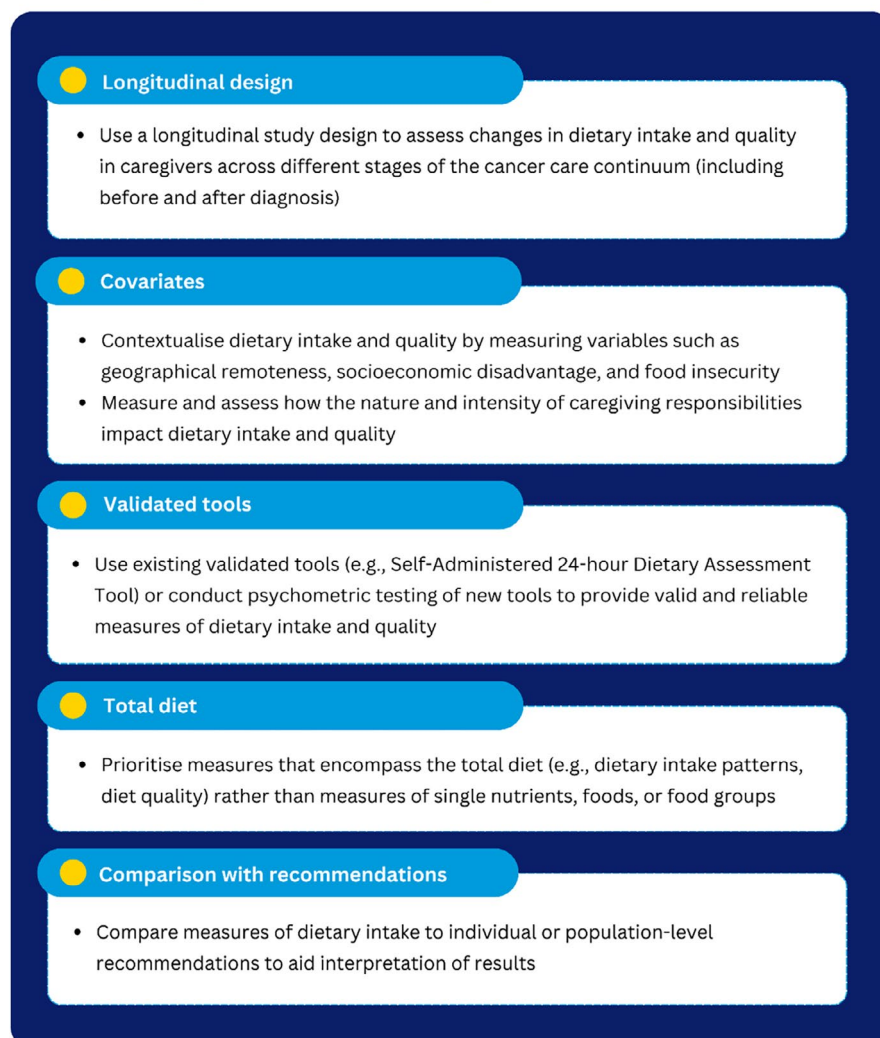 Longitudinal design
• Use a longitudinal study design to assess changes in dietary intake and quality
in caregivers across different stages of the cancer care continuum (including
before and after diagnosis)
Covariates
• Contextualise dietary intake and quality by measuring variables such as
geographical remoteness, socioeconomic disadvantage, and food insecurity
• Measure and assess how the nature and intensity of caregiving responsibilities
impact dietary intake and quality
Validated tools
• Use existing validated tools (e.g., Self-Administered 24-hour Dietary Assessment
Tool) or conduct psychometric testing of new tools to provide valid and reliable
measures of dietary intake and quality
Total diet
• Prioritise measures that encompass the total diet (e.g., dietary intake patterns,
diet quality) rather than measures of single nutrients, foods, or food groups
Comparison with recommendations
• Compare measures of dietary intake to individual or population-level
recommendations to aid interpretation of results